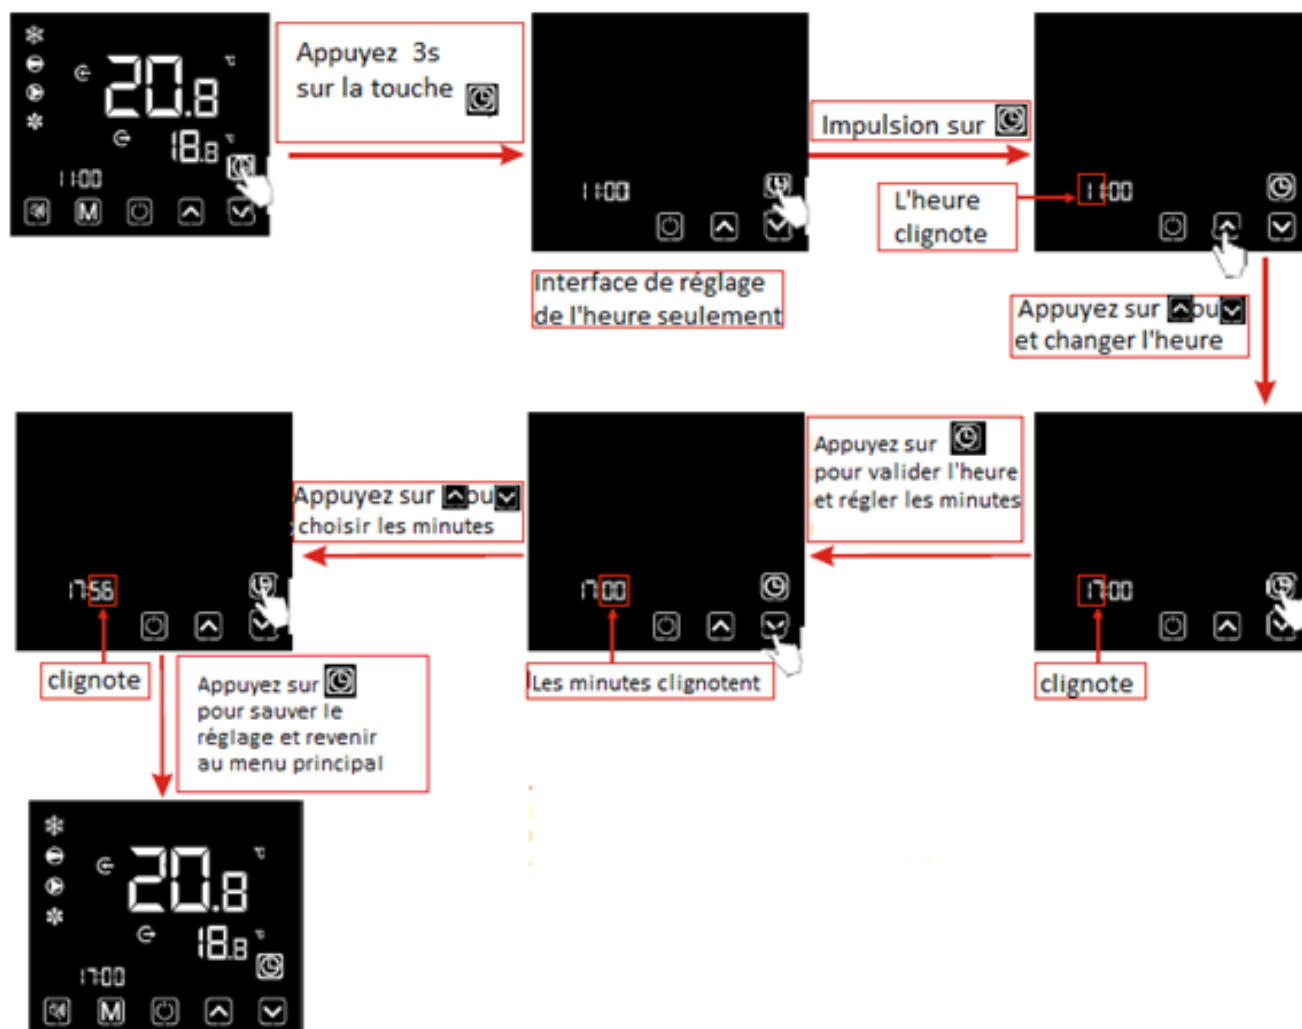 20.8 °C
18.8 °C
11:00
M
Appuyez 3s
sur la touche
11:00
Interface de réglage
de l'heure seulement
Impulsion sur
L'heure
clignote
11:00
Appuyez sur ou
et changer l'heure
17:00
clignote
Appuyez sur
pour valider l'heure
et régler les minutes
17:00
Les minutes clignotent
Appuyez sur ou
choisir les minutes
17:56
clignote
Appuyez sur
pour sauver le
réglage et revenir
au menu principal
20.8 °C
18.8 °C
17:00
M